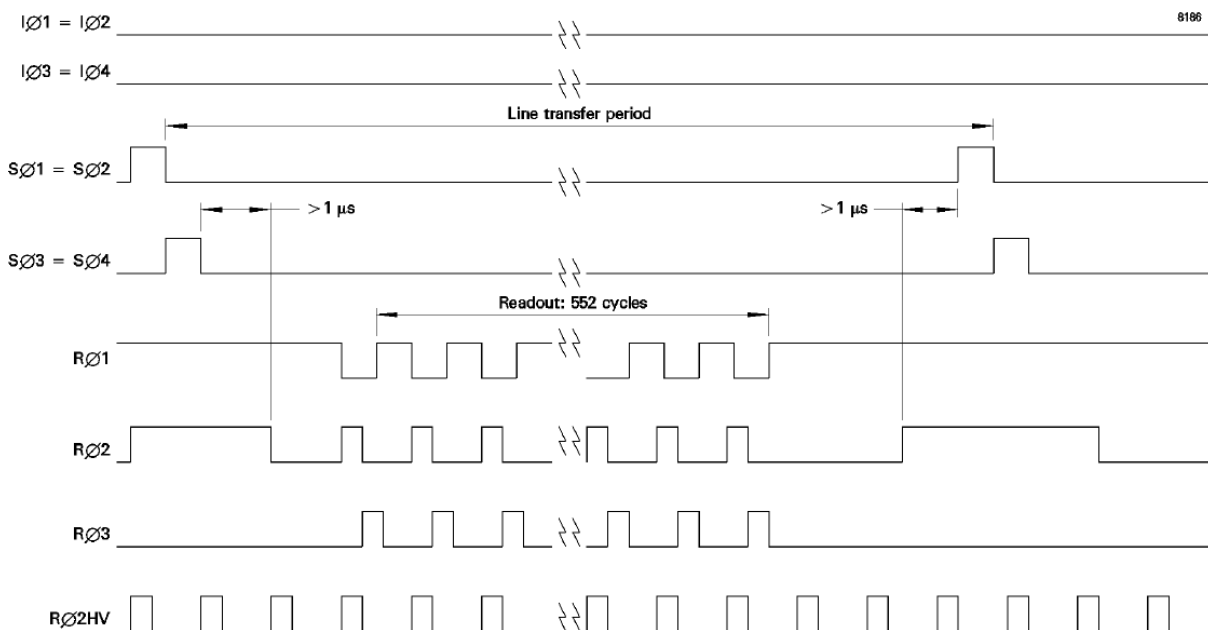 8186
IØ1 = IØ2
IØ3 = IØ4
Line transfer period
SØ1 = SØ2
>1 μs
>1 μs
SØ3 = SØ4
Readout: 552 cycles
RØ1
RØ2
RØ3
RØ2HV